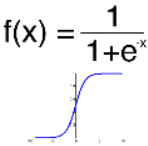 f(x) = 1/1+e^-x